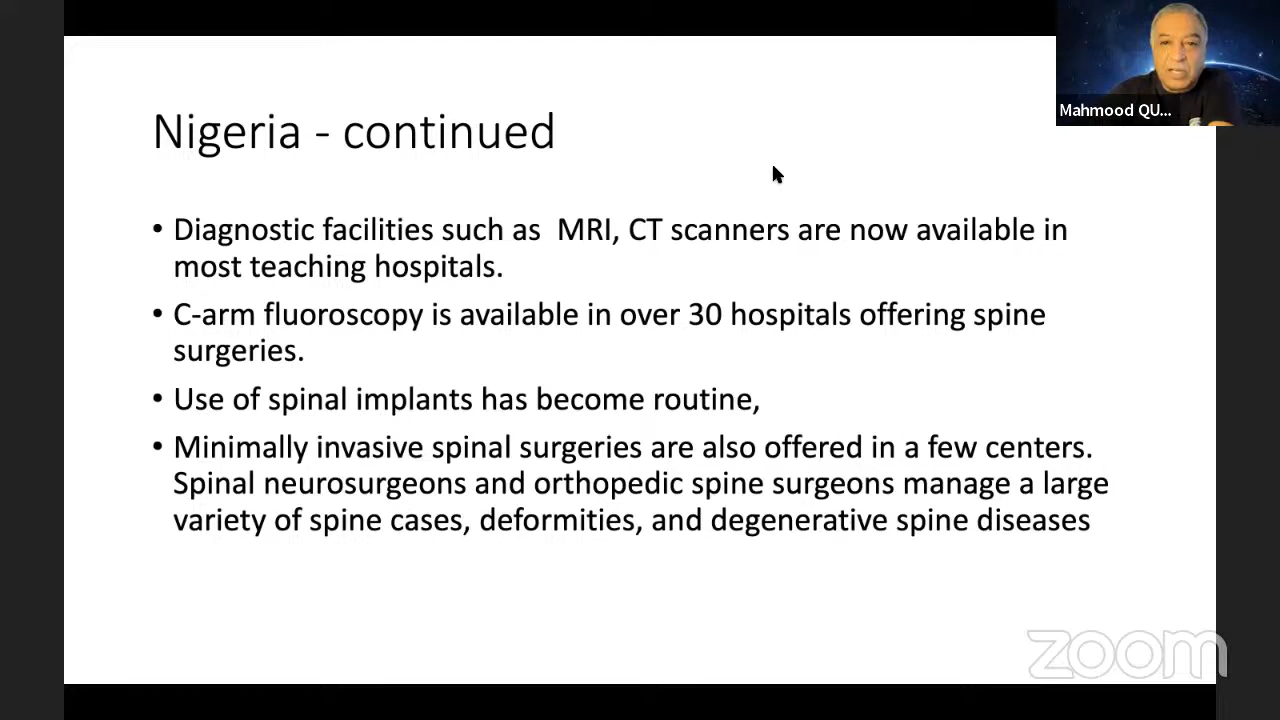 Mahmood QU...
Nigeria - continued
• Diagnostic facilities such as  MRI, CT scanners are now available in
most teaching hospitals.
• C-arm fluoroscopy is available in over 30 hospitals offering spine
surgeries.
• Use of spinal implants has become routine,
• Minimally invasive spinal surgeries are also offered in a few centers.
Spinal neurosurgeons and orthopedic spine surgeons manage a large
variety of spine cases, deformities, and degenerative spine diseases
zoom